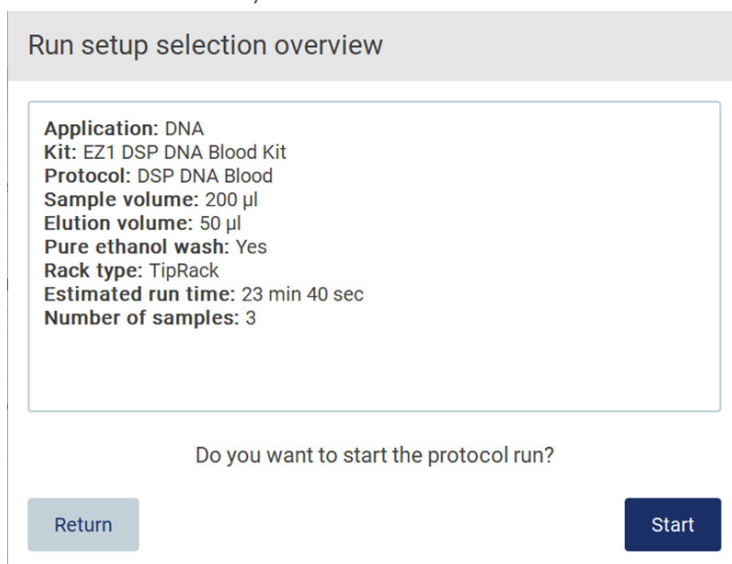 Run setup selection overview
Application: DNA
Kit: EZ1 DSP DNA Blood Kit
Protocol: DSP DNA Blood
Sample volume: 200 µl
Elution volume: 50 µl
Pure ethanol wash: Yes
Rack type: TipRack
Estimated run time: 23 min 40 sec
Number of samples: 3
Do you want to start the protocol run?
Return
Start